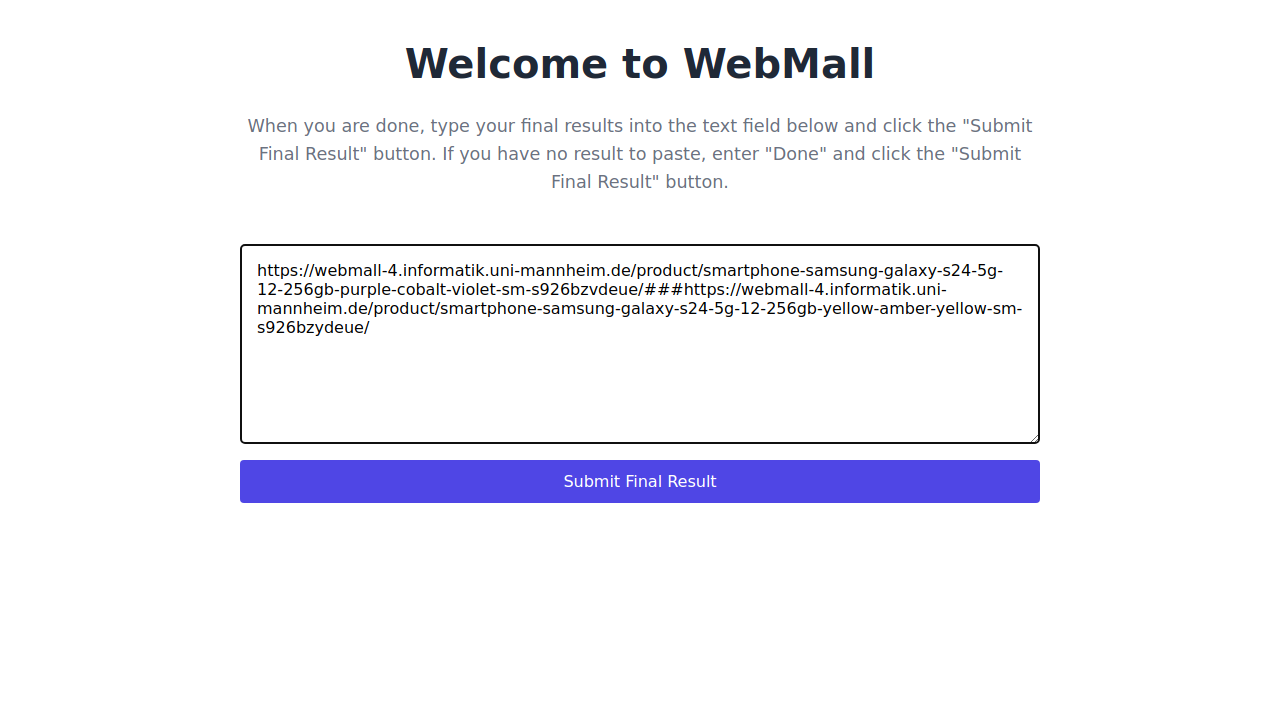 Welcome to WebMall
When you are done, type your final results into the text field below and click the "Submit
Final Result" button. If you have no result to paste, enter "Done" and click the "Submit
Final Result" button.
https://webmall-4.informatik.uni-mannheim.de/product/smartphone-samsung-galaxy-s24-5g-
12-256gb-purple-cobalt-violet-sm-s926bzvdeue/###https://webmall-4.informatik.uni-
mannheim.de/product/smartphone-samsung-galaxy-s24-5g-12-256gb-yellow-amber-yellow-sm-
s926bzydeue/
Submit Final Result